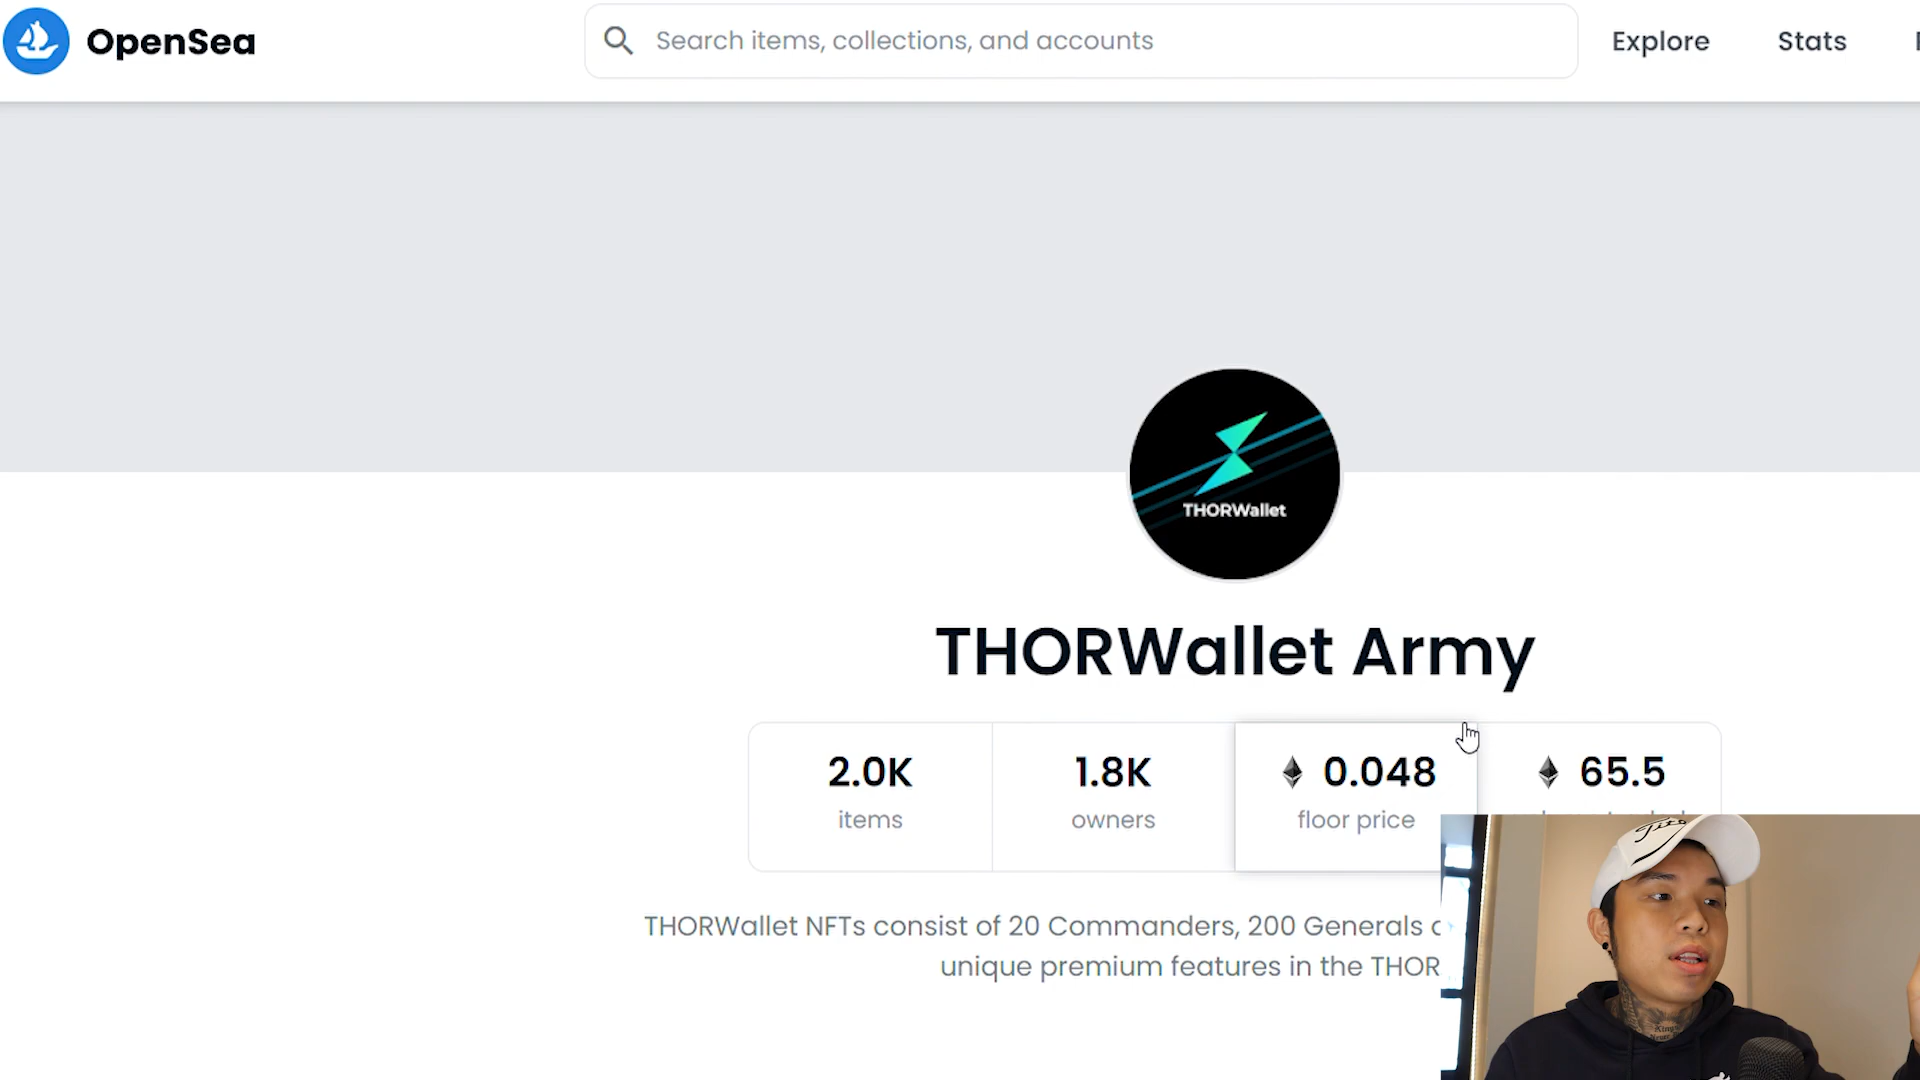 OpenSea
Search items, collections, and accounts
Explore
Stats
THORWallet
THORWallet Army
2.0K
1.8K
0.048
65.5
items
owners
floor price
THORWallet NFTs consist of 20 Commanders, 200 Generals
unique premium features in the THOR